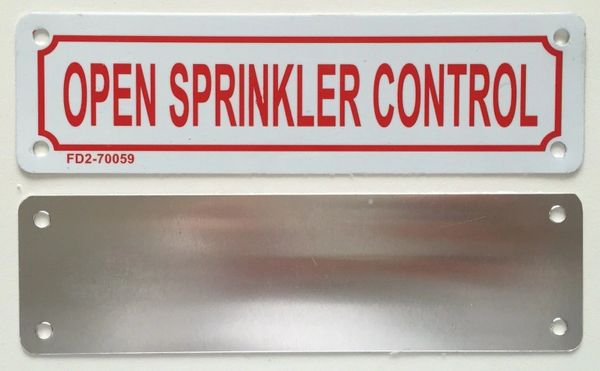 OPEN SPRINKLER CONTROL
FD2-70059